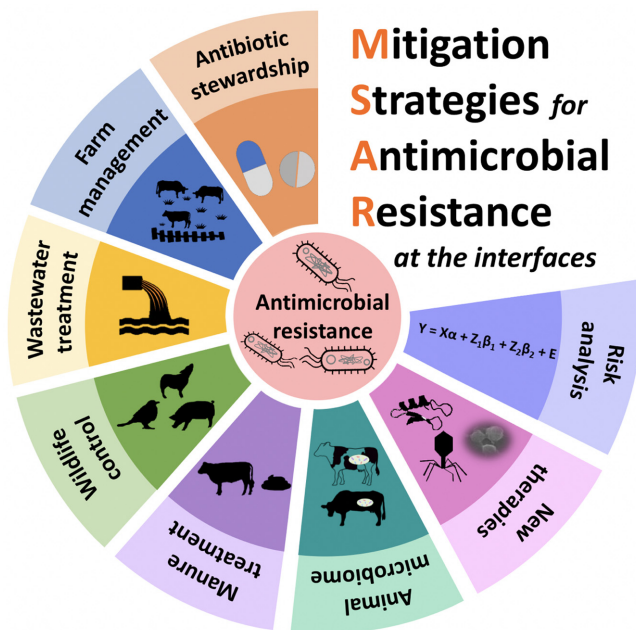 Mitigation
Strategies for
Antimicrobial
Resistance
at the interfaces
Antibiotic
stewardship
Farm
management
Wastewater
treatment
Wildlife
control
Manure
treatment
Animal
microbiome
New
therapies
Risk
analysis
Y = Xα + Z₁β₁ + Z₂β₂ + E
Antimicrobial
resistance